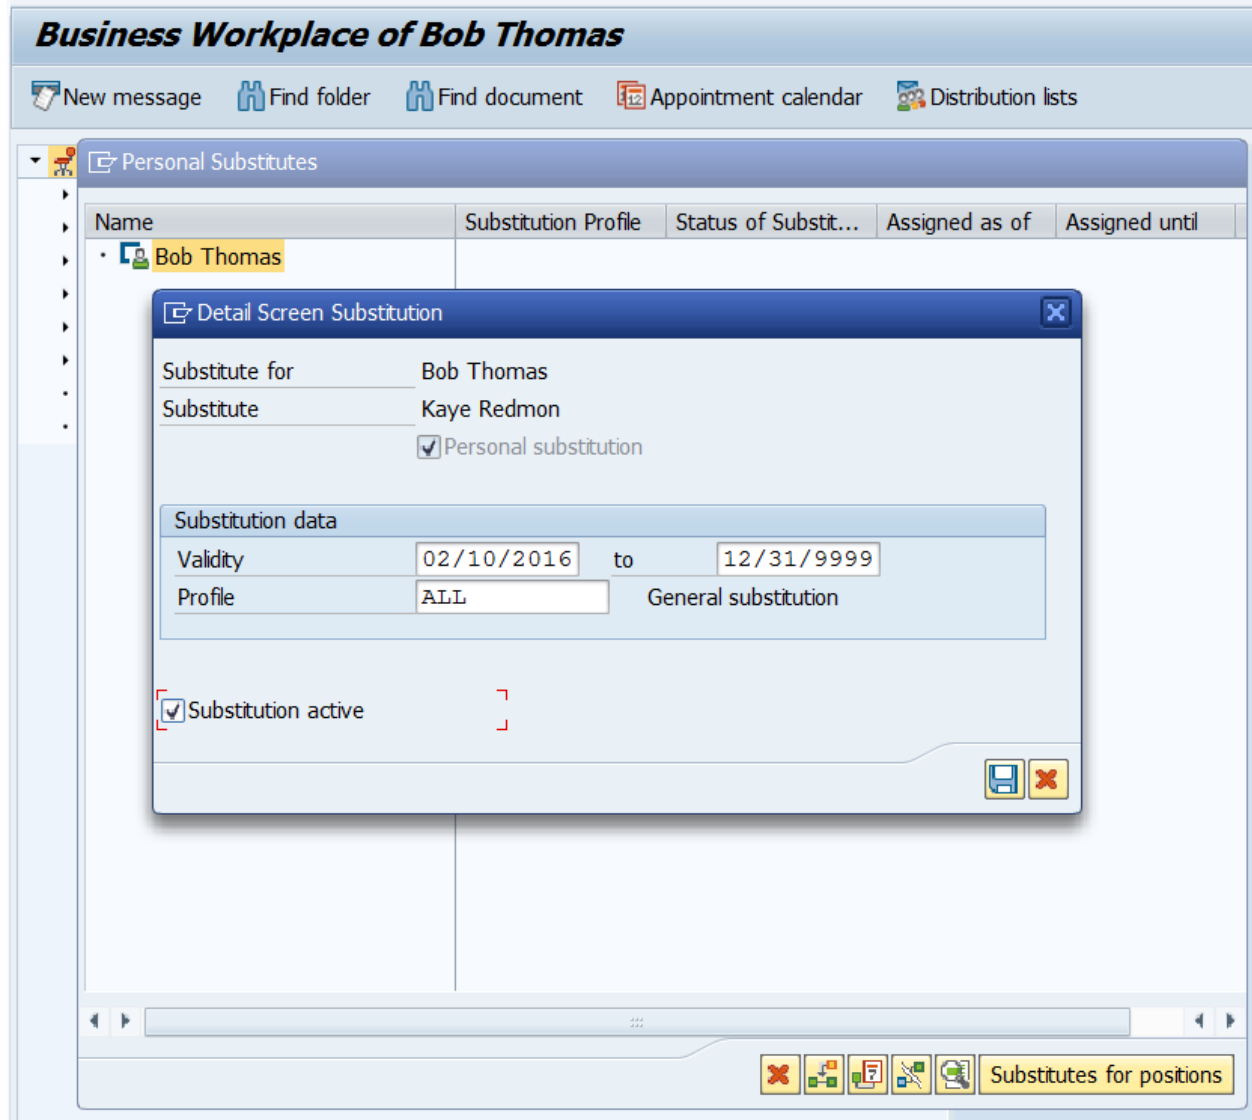 Business Workplace of Bob Thomas
New message Find folder Find document Appointment calendar Distribution lists
Personal Substitutes
Name Substitution Profile Status of Substit... Assigned as of Assigned until
Bob Thomas
Detail Screen Substitution
Substitute for Bob Thomas
Substitute Kaye Redmon
Personal substitution
Substitution data
Validity 02/10/2016 to 12/31/9999
Profile ALL General substitution
Substitution active
Substitutes for positions